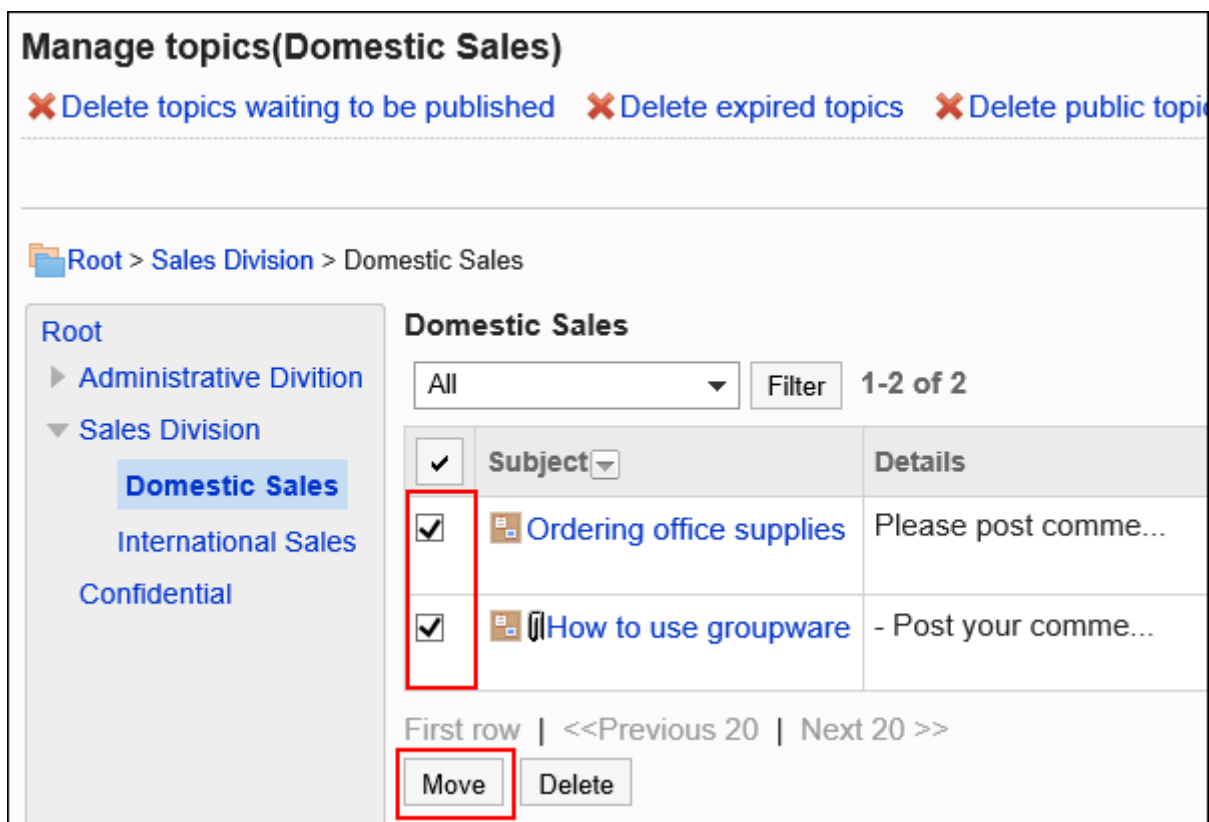 Manage topics(Domestic Sales)
Delete topics waiting to be published Delete expired topics Delete public
Root > Sales Division > Domestic Sales
Root
Administrative Divition
Sales Division
Domestic Sales
International Sales
Confidential
Domestic Sales
All Filter 1-2 of 2
Subject Details
Ordering office supplies Please post comme...
How to use groupware - Post your comme...
First row | <<Previous 20 | Next 20 >>
Move Delete